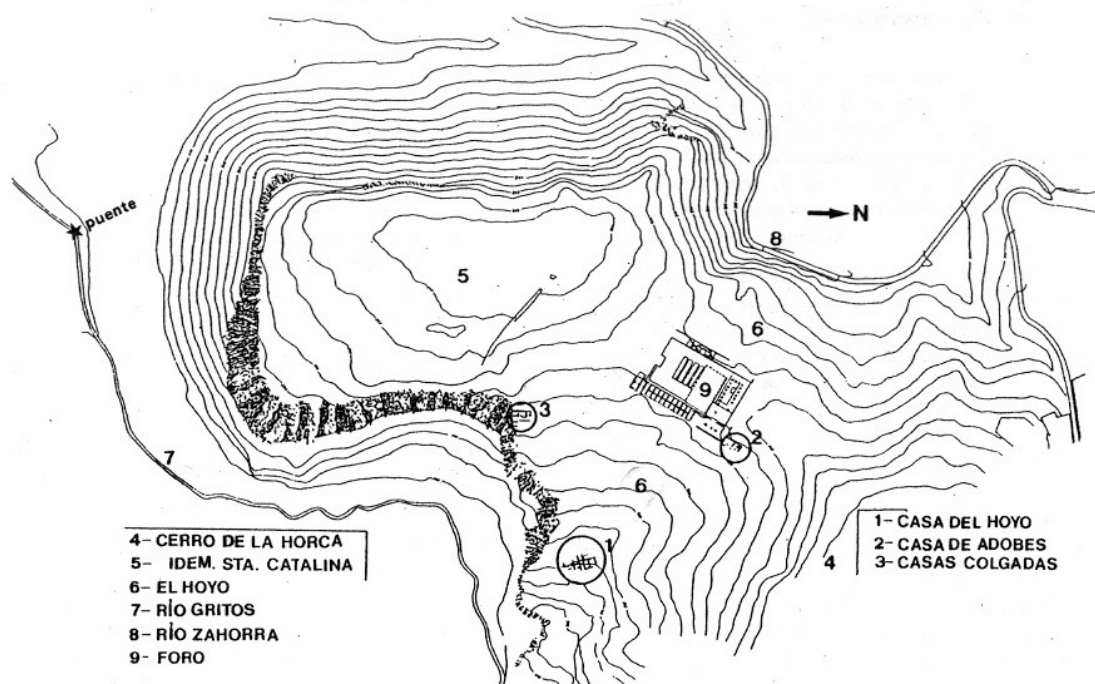 puente
N
8
5
6
9
3
2
7
6
1
4
4- CERRO DE LA HORCA
5- IDEM. STA. CATALINA
6- EL HOYO
7- RÍO GRITOS
8- RÍO ZAHORRA
9- FORO
1- CASA DEL HOYO
2- CASA DE ADOBES
3- CASAS COLGADAS